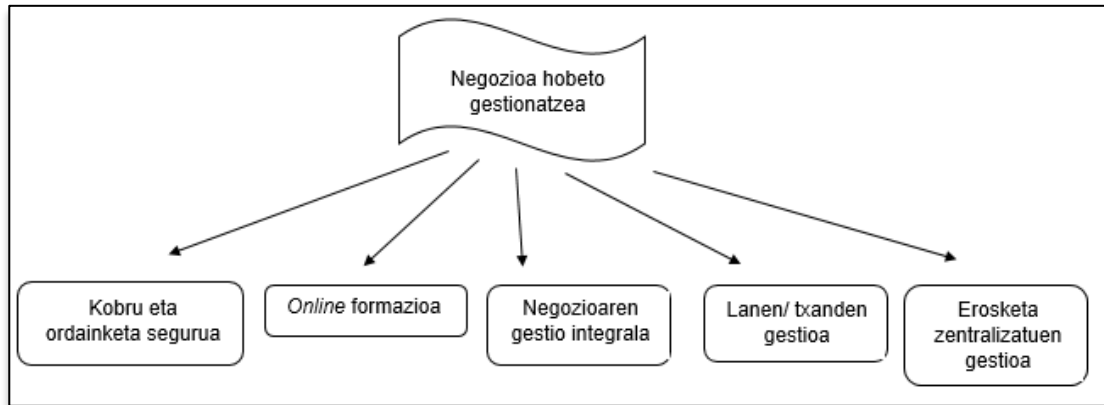 Negozioa hobeto
gestionatzea
Kobru eta
ordainketa segurua
Online formazioa
Negozioaren
gestio integrala
Lanen/ txanden
gestioa
Erosketa
zentralizatuen
gestioa